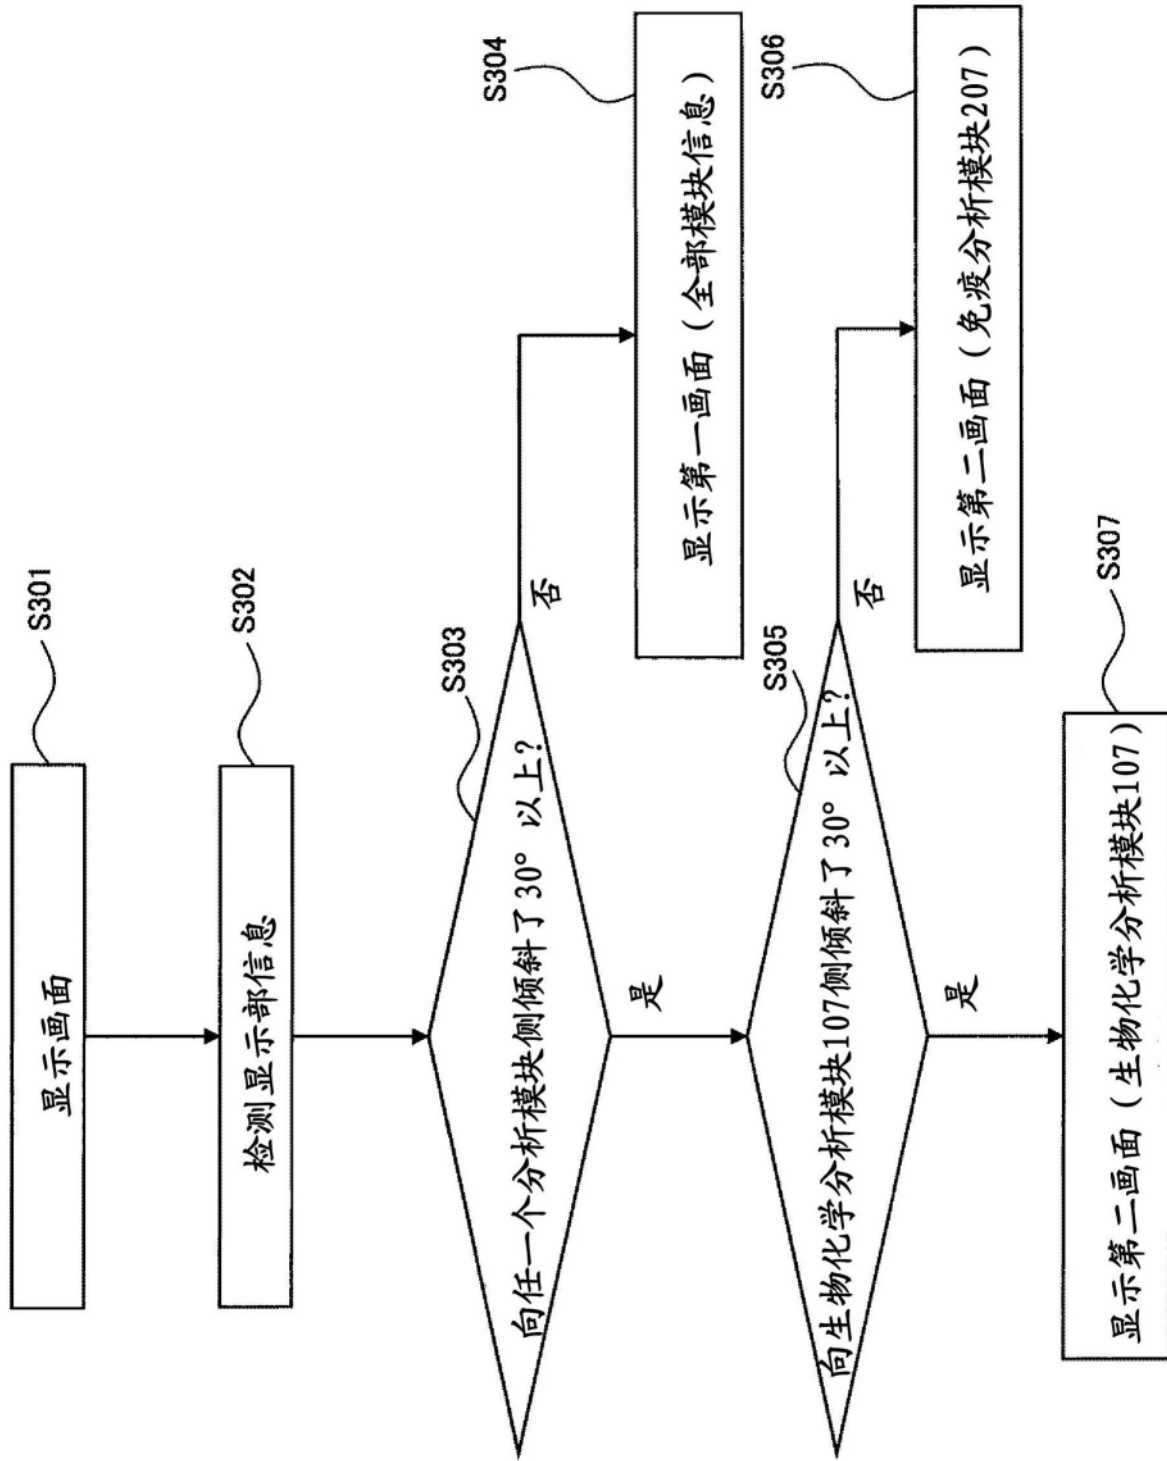 S301
显示画面
S302
检测显示部信息
S303
向任一个分析模块侧倾斜了30° 以上?
否
是
S304
显示第一画面（全部模块信息）
S305
向生物化学分析模块107侧倾斜了30° 以上?
否
是
S306
显示第二画面（免疫分析模块207）
S307
显示第二画面（生物化学分析模块107）